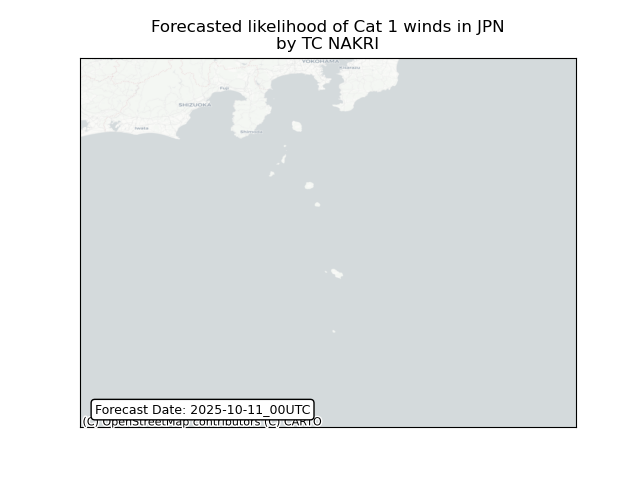 Forecasted likelihood of Cat 1 winds in JPN
by TC NAKRI
YOKOHAMA
SHIZUOKA
Forecast Date: 2025-10-11_00UTC
(C) OpenStreetMap contributors (C) CARTO